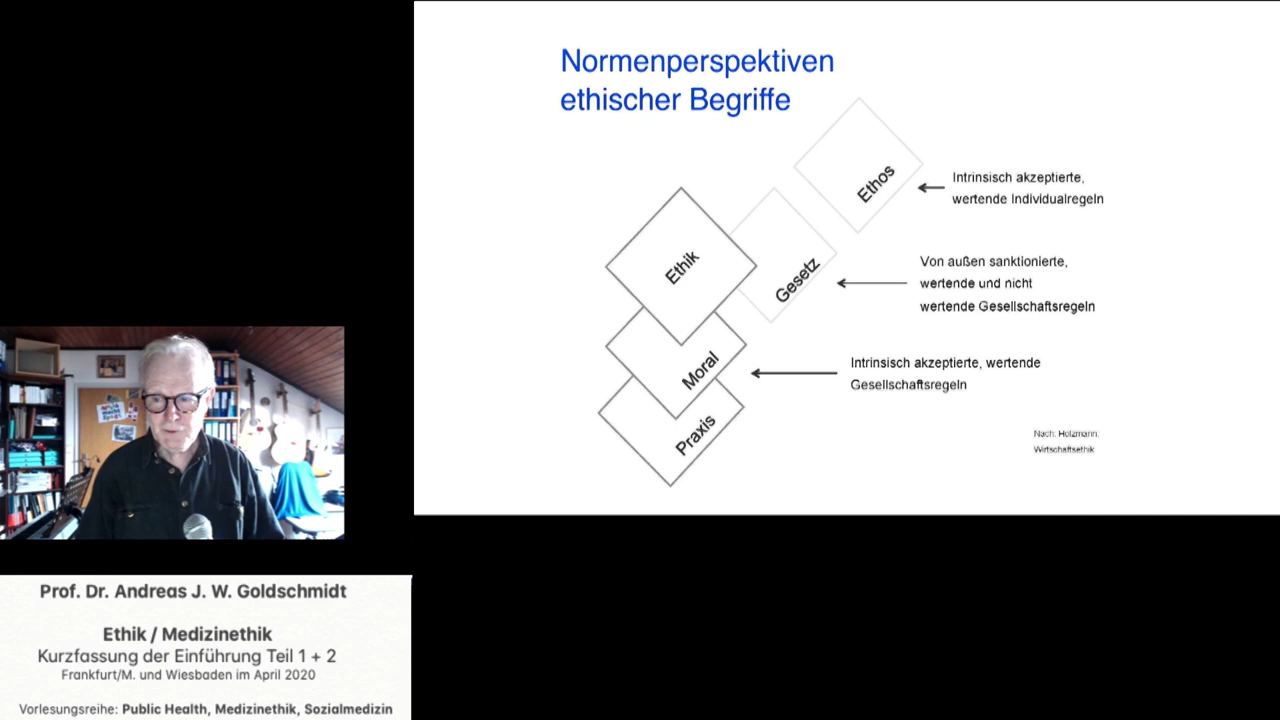 Normenperspektiven
ethischer Begriffe
Ethos
Intrinsisch akzeptierte,
wertende Individualregeln
Ethik
Gesetz
Von außen sanktionierte,
wertende und nicht
wertende Gesellschaftsregeln
Moral
Intrinsisch akzeptierte, wertende
Gesellschaftsregeln
Praxis
Nach: Holzmann:
Wirtschaftsethik
Prof. Dr. Andreas J. W. Goldschmidt
Ethik / Medizinethik
Kurzfassung der Einführung Teil 1 + 2
Frankfurt/M. und Wiesbaden im April 2020
Vorlesungsreihe: Public Health, Medizinethik, Sozialmedizin